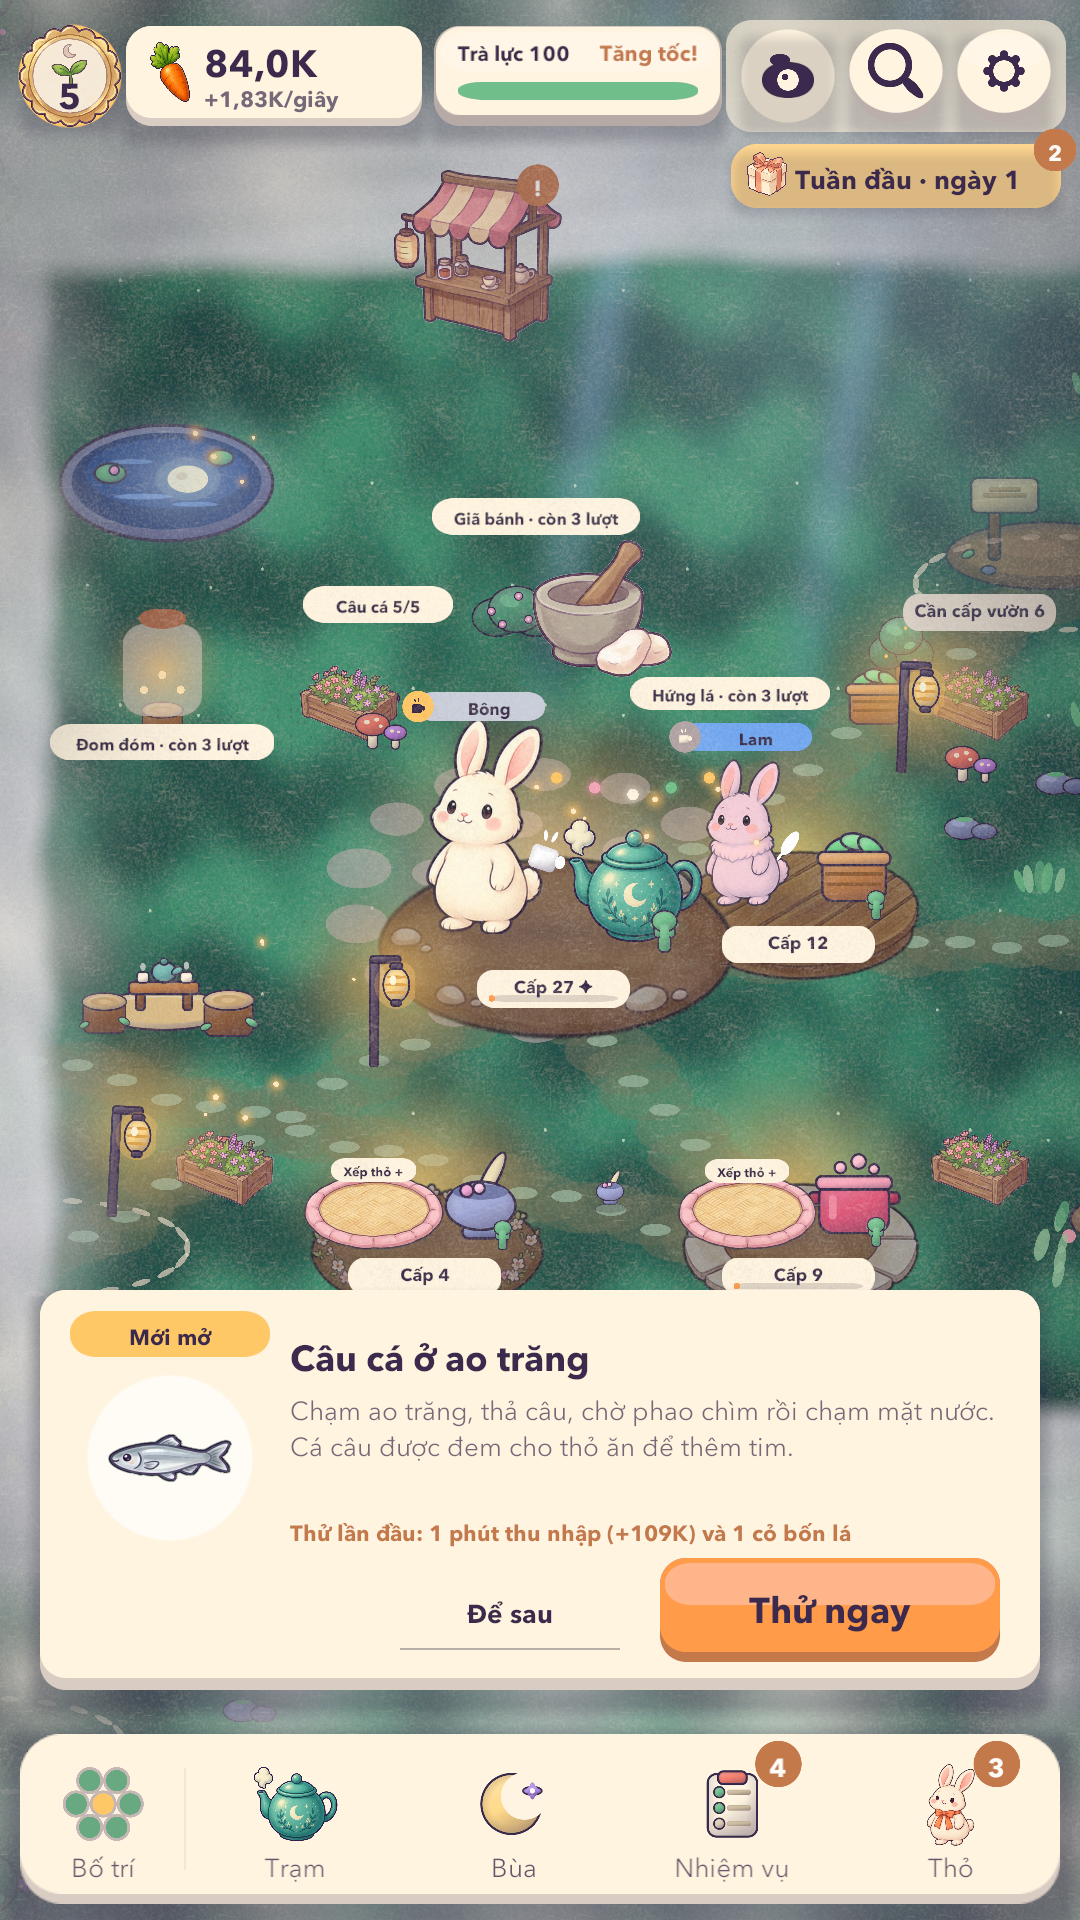 5
84,0K
+1,83K/giây
Trà lực 100
Tăng tốc!
2
Tuần đầu · ngày 1
!
Giã bánh · còn 3 lượt
Câu cá 5/5
Cần cấp vườn 6
Hứng lá · còn 3 lượt
Bông
Lam
Đom đóm · còn 3 lượt
Cấp 12
Cấp 27 ✦
Xếp thỏ +
Xếp thỏ +
Cấp 4
Cấp 9
Mới mở
Câu cá ở ao trăng
Chạm ao trăng, thả câu, chờ phao chìm rồi chạm mặt nước.
Cá câu được đem cho thỏ ăn để thêm tim.
Thử lần đầu: 1 phút thu nhập (+109K) và 1 cỏ bốn lá
Để sau
Thử ngay
4
3
Bố trí
Trạm
Bùa
Nhiệm vụ
Thỏ